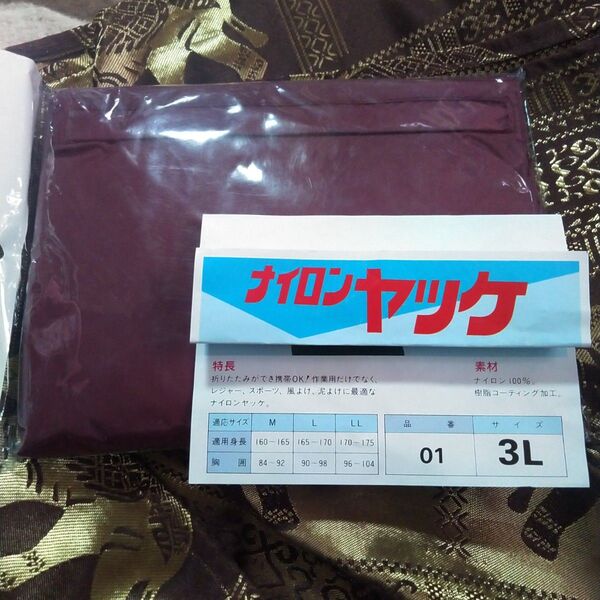 ナイロンヤッケ
特長
折りたたみができ携帯OK！作業用だけでなく、
レジャー、スポーツ、風よけ、泥よけに最適な
ナイロンヤッケ。
素材
ナイロン100%。
樹脂コーティング加工。
適応サイズ M L LL
適用身長 160～165 165～170 170～175
胸囲 84～92 90～98 96～104
品番 サイズ
01 3L